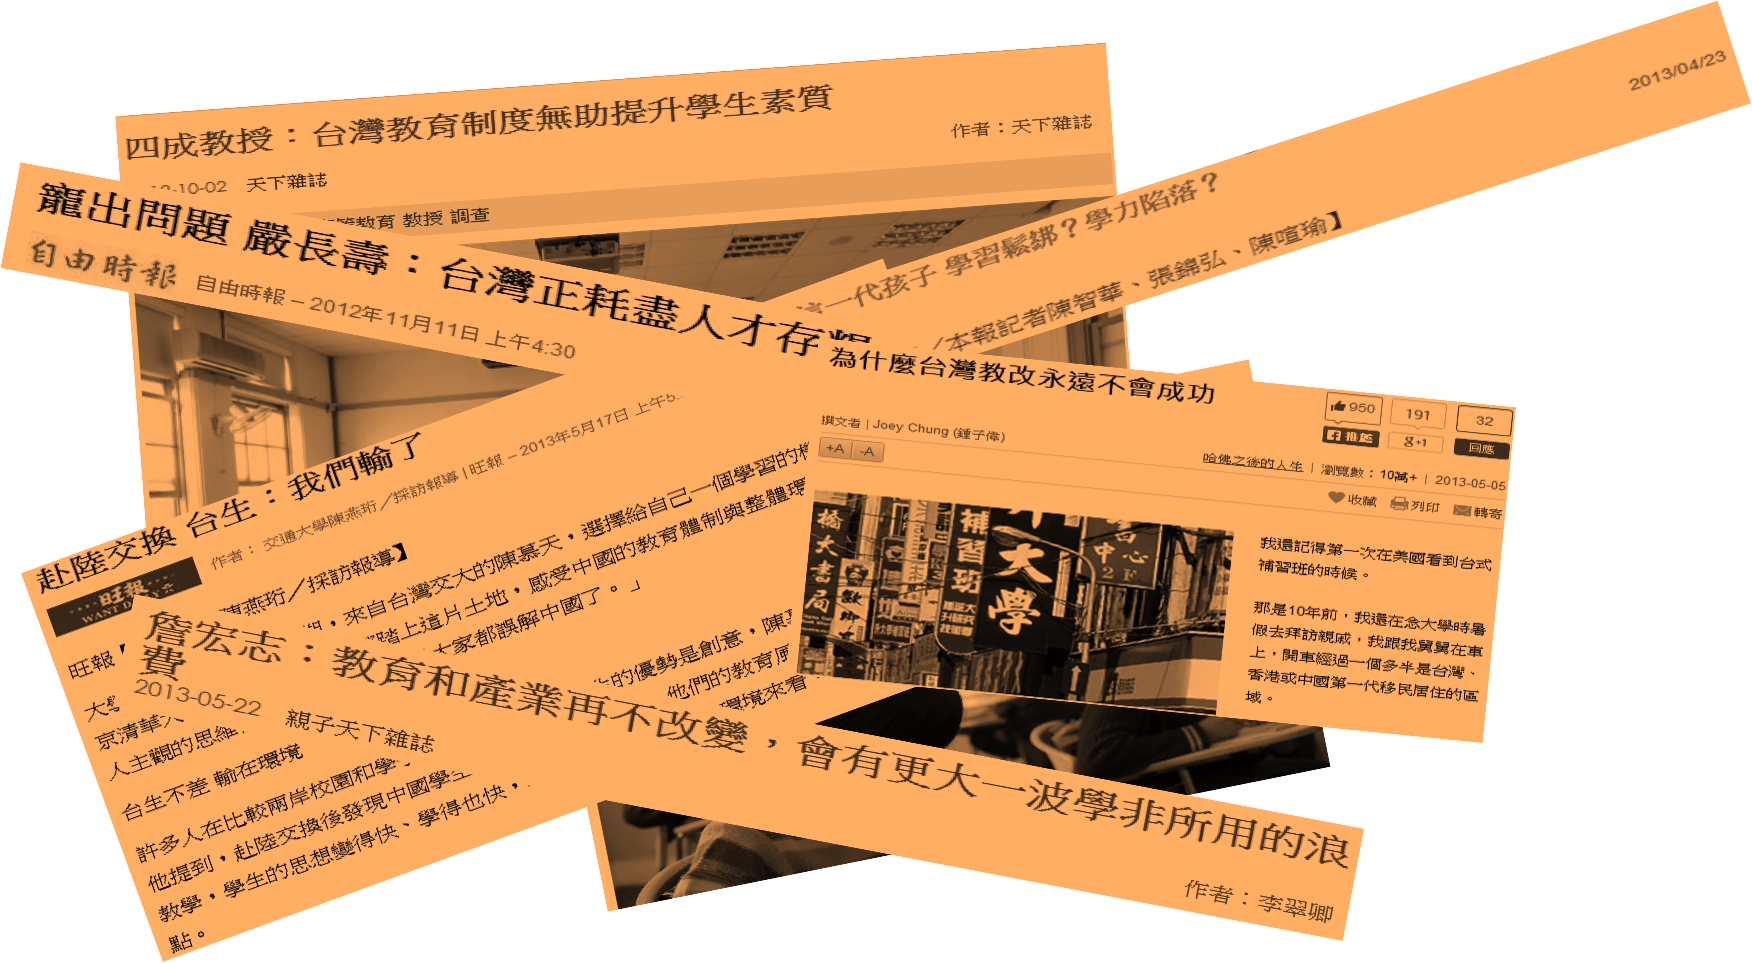 四成教授：台灣教育制度無助提升學生素質
作者：天下雜誌
-10-02 天下雜誌
教育 教授 調查
2013/04/23
一代孩子 學習鬆綁？學力陷落？
／本報記者陳智華、張錦弘、陳喧瑜】
寵出問題 嚴長壽：台灣正耗盡人才存
自由時報
自由時報 – 2012年11月11日 上午4:30
為什麼台灣教改永遠不會成功
撰文者 | Joey Chung (鍾子偉)
950
191
32
推薦
g+1
回應
+A -A
哈佛之後的人生 | 瀏覽數：10萬+ | 2013-05-05
收藏 列印 轉寄
橋大書局
補習班
大學
中心
2F
我還記得第一次在美國看到台式
補習班的時候。
那是10年前，我還在念大學時暑
假去拜訪親戚，我跟我舅舅在車
上，開車經過一個多半是台灣、
香港或中國第一代移民居住的區
域。
赴陸交換 台生：我們輸了
旺報
WANT DAILY
作者： 交通大學陳燕珩／採訪報導 | 旺報 – 2013年5月17日 上午5:
旺報
陳燕珩／採訪報導】
，來自台灣交大的陳慕天，選擇給自己一個學習的
踏上這片土地，感受中國的教育體制與整體環
大家都誤解中國了。」
京清華大
人主觀的思維
台生不差 輸在環境
的優勢是創意，陳
他們的教育
環境來看
許多人在比較兩岸校園和學
他提到，赴陸交換後發現中國學生
教學，學生的思想變得快、學得也快，
點。
詹宏志：教育和產業再不改變，會有更大一波學非所用的浪
費
2013-05-22 親子天下雜誌
作者：李翠卿